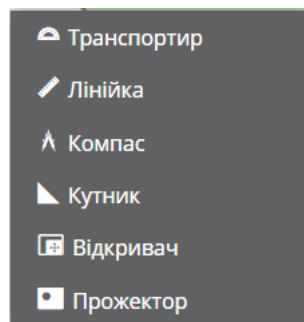 Транспортир
Лінійка
Компас
Кутник
Відкривач
Прожектор